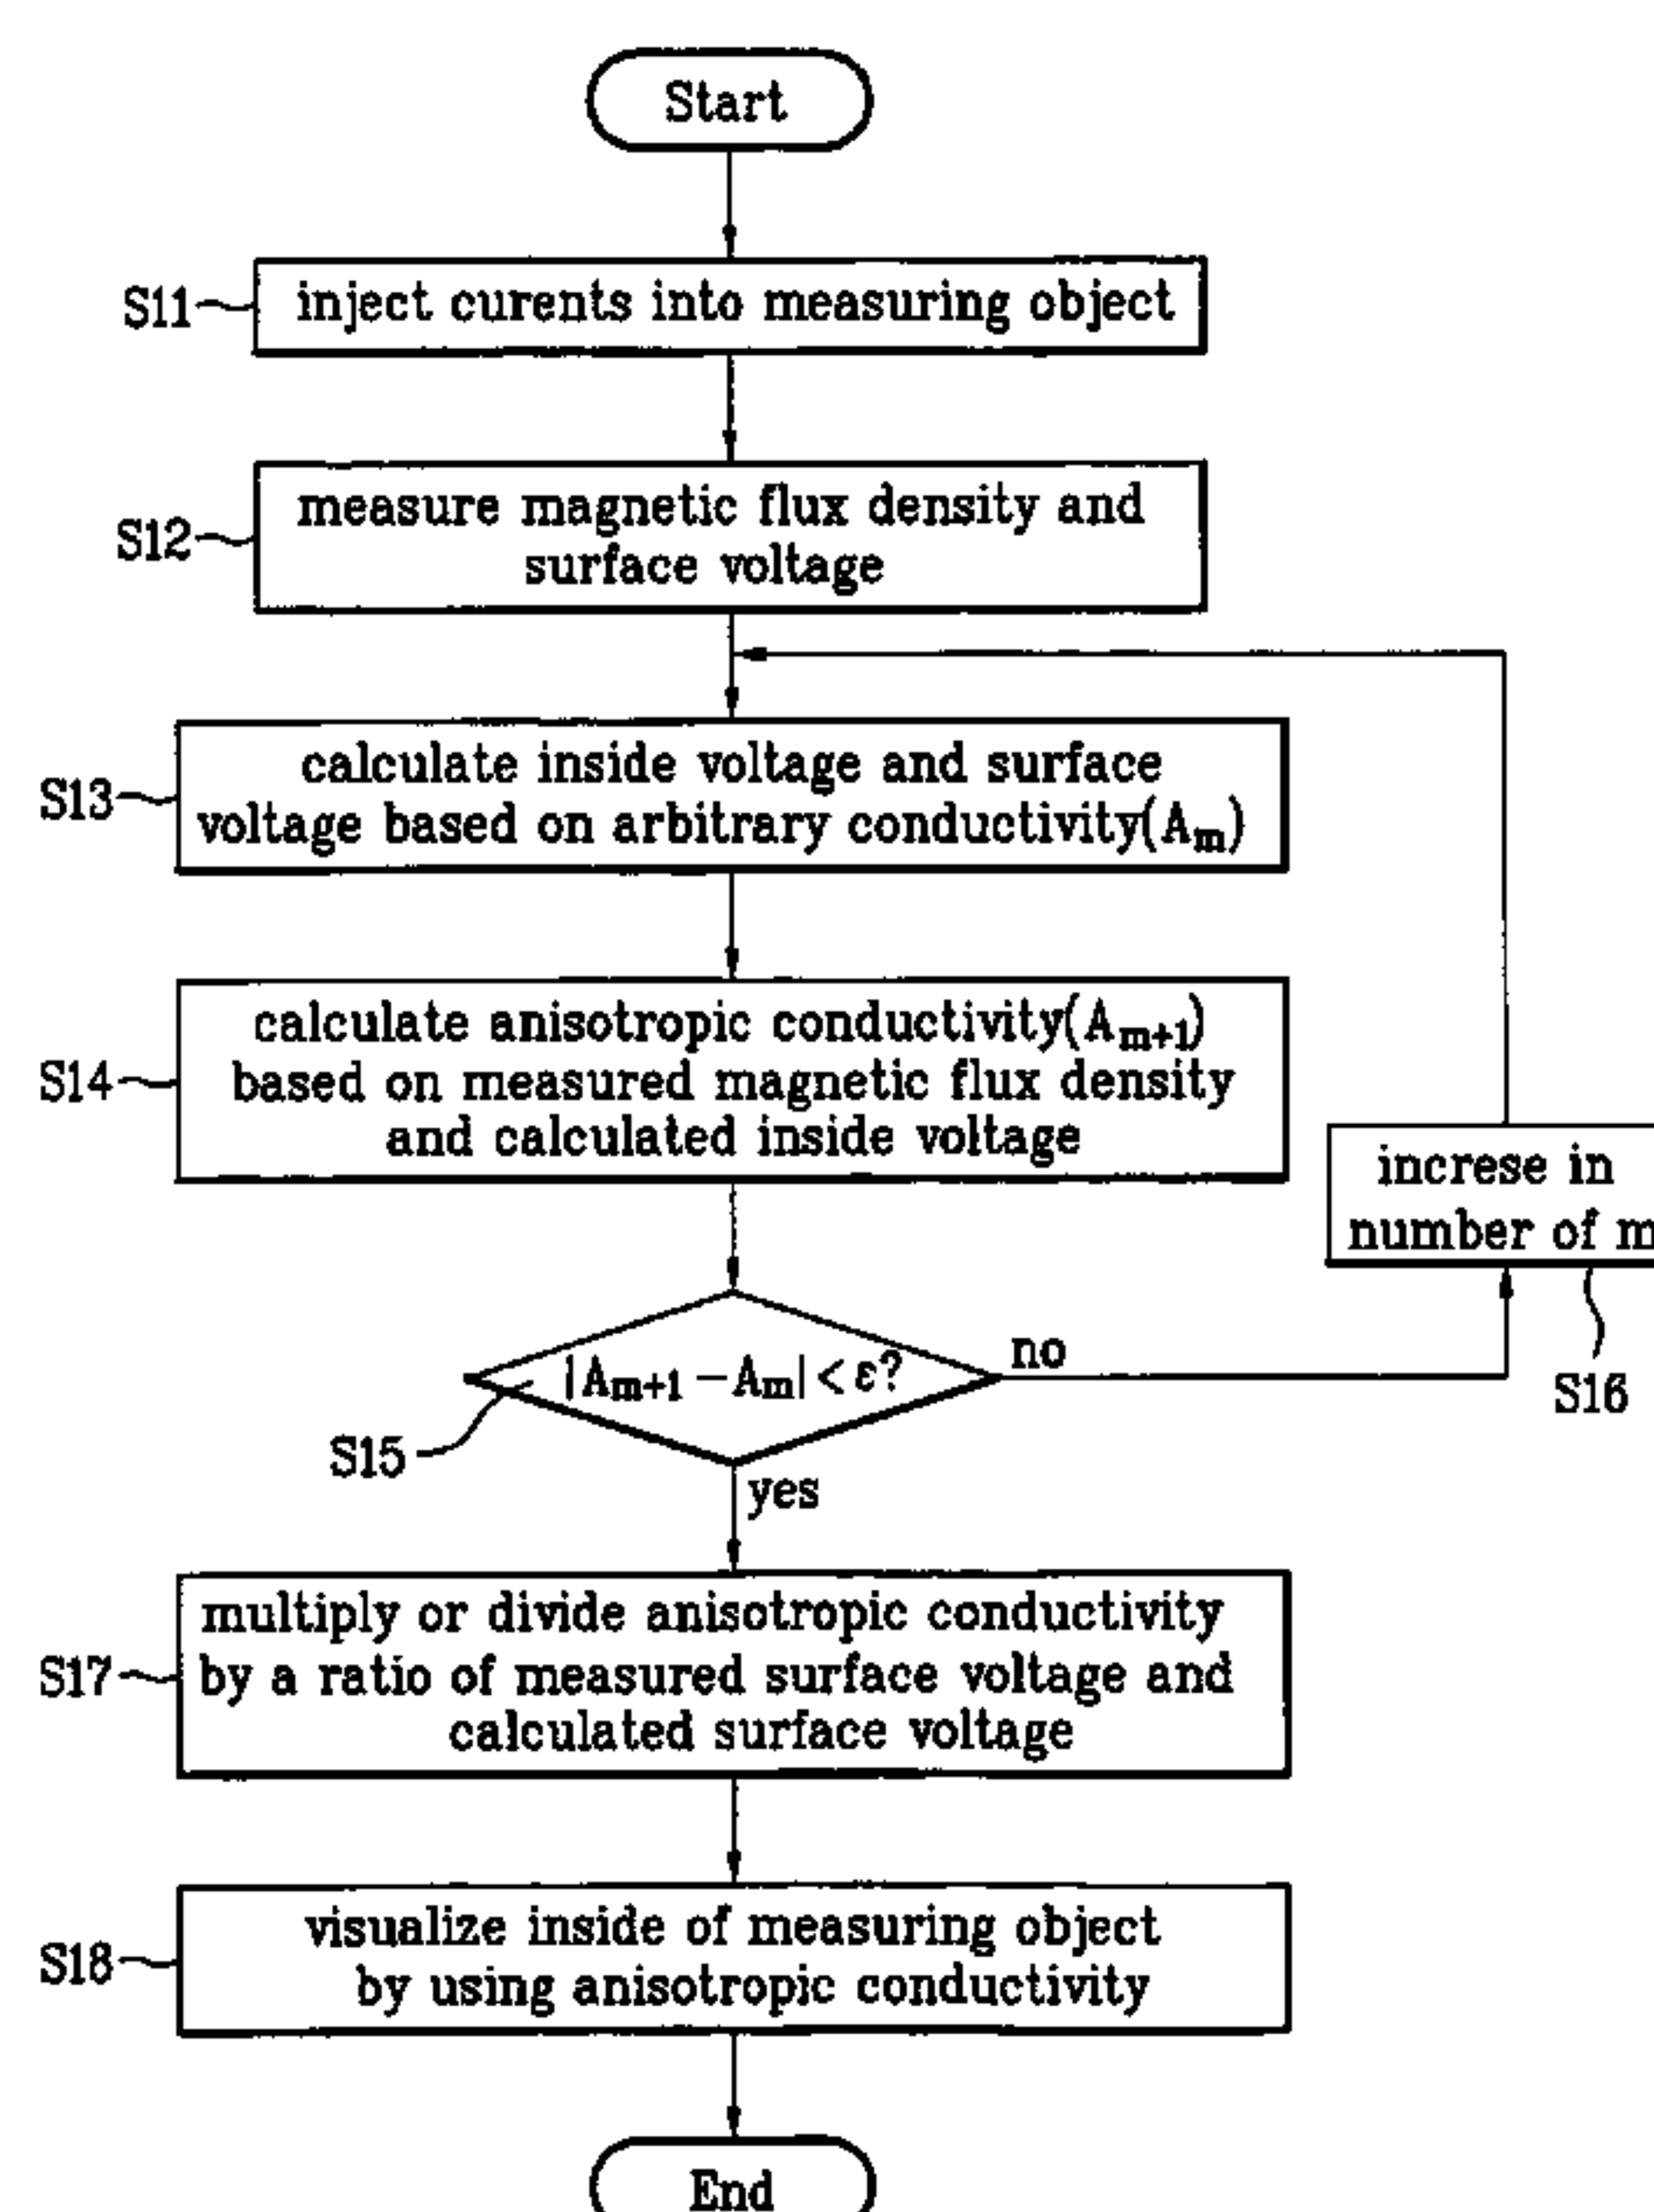 Start
S11
inject curents into measuring object
S12
measure magnetic flux density and
surface voltage
S13
calculate inside voltage and surface
voltage based on arbitrary conductivity(Am)
S14
calculate anisotropic conductivity(Am+1)
based on measured magnetic flux density
and calculated inside voltage
increse in
number of m
S16
|Am+1 −Am| < ε?
no
S15
yes
S17
multiply or divide anisotropic conductivity
by a ratio of measured surface voltage and
calculated surface voltage
S18
visualize inside of measuring object
by using anisotropic conductivity
End